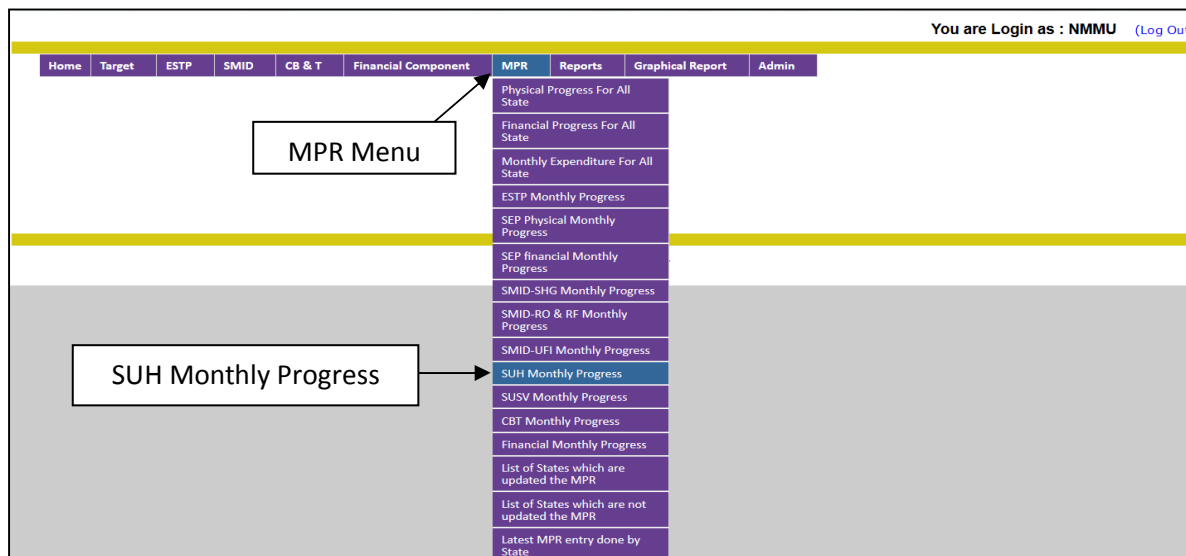 You are Login as : NMMU (Log Out
Home Target ESTP SMID CB & T Financial Component MPR Reports Graphical Report Admin
Physical Progress For All
State
Financial Progress For All
State
MPR Menu
Monthly Expenditure For All
State
ESTP Monthly Progress
SEP Physical Monthly
Progress
SEP financial Monthly
Progress
SMID-SHG Monthly Progress
SMID-RO & RF Monthly
Progress
SMID-UFI Monthly Progress
SUH Monthly Progress
SUH Monthly Progress
SUSV Monthly Progress
CBT Monthly Progress
Financial Monthly Progress
List of States which are
updated the MPR
List of States which are not
updated the MPR
Latest MPR entry done by
State